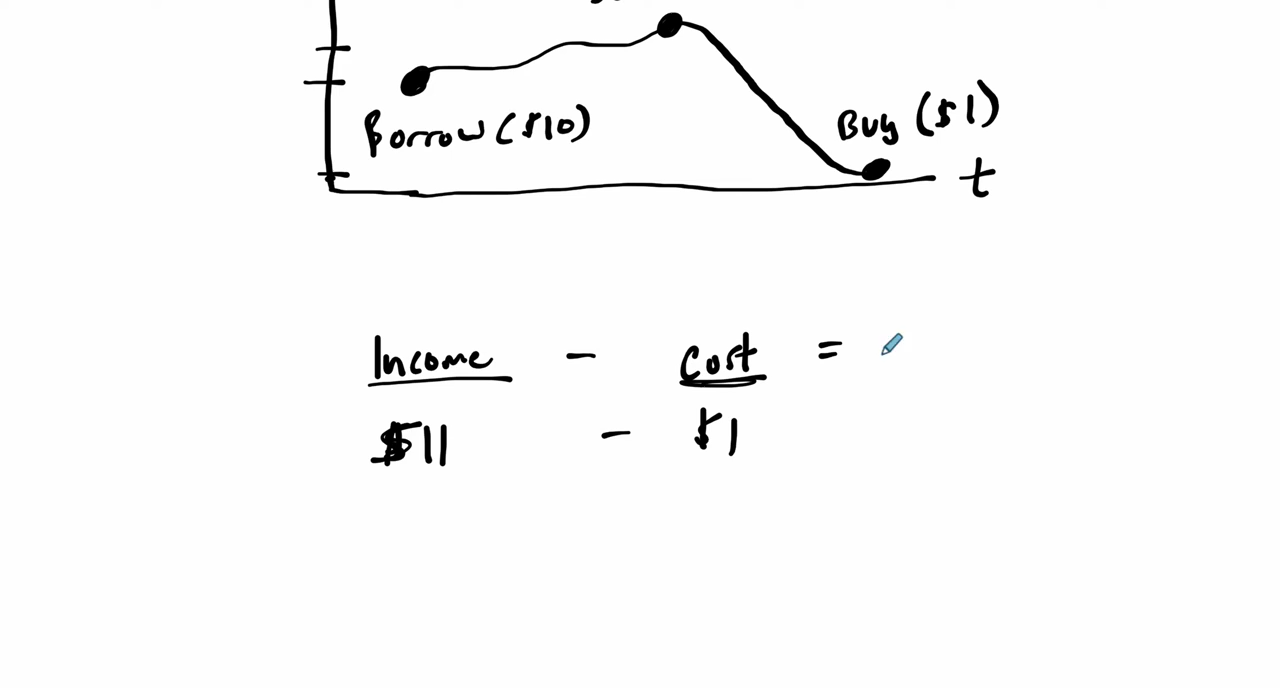 Borrow ($10)
Buy ($1)
t
Income - Cost =
$11 - $1